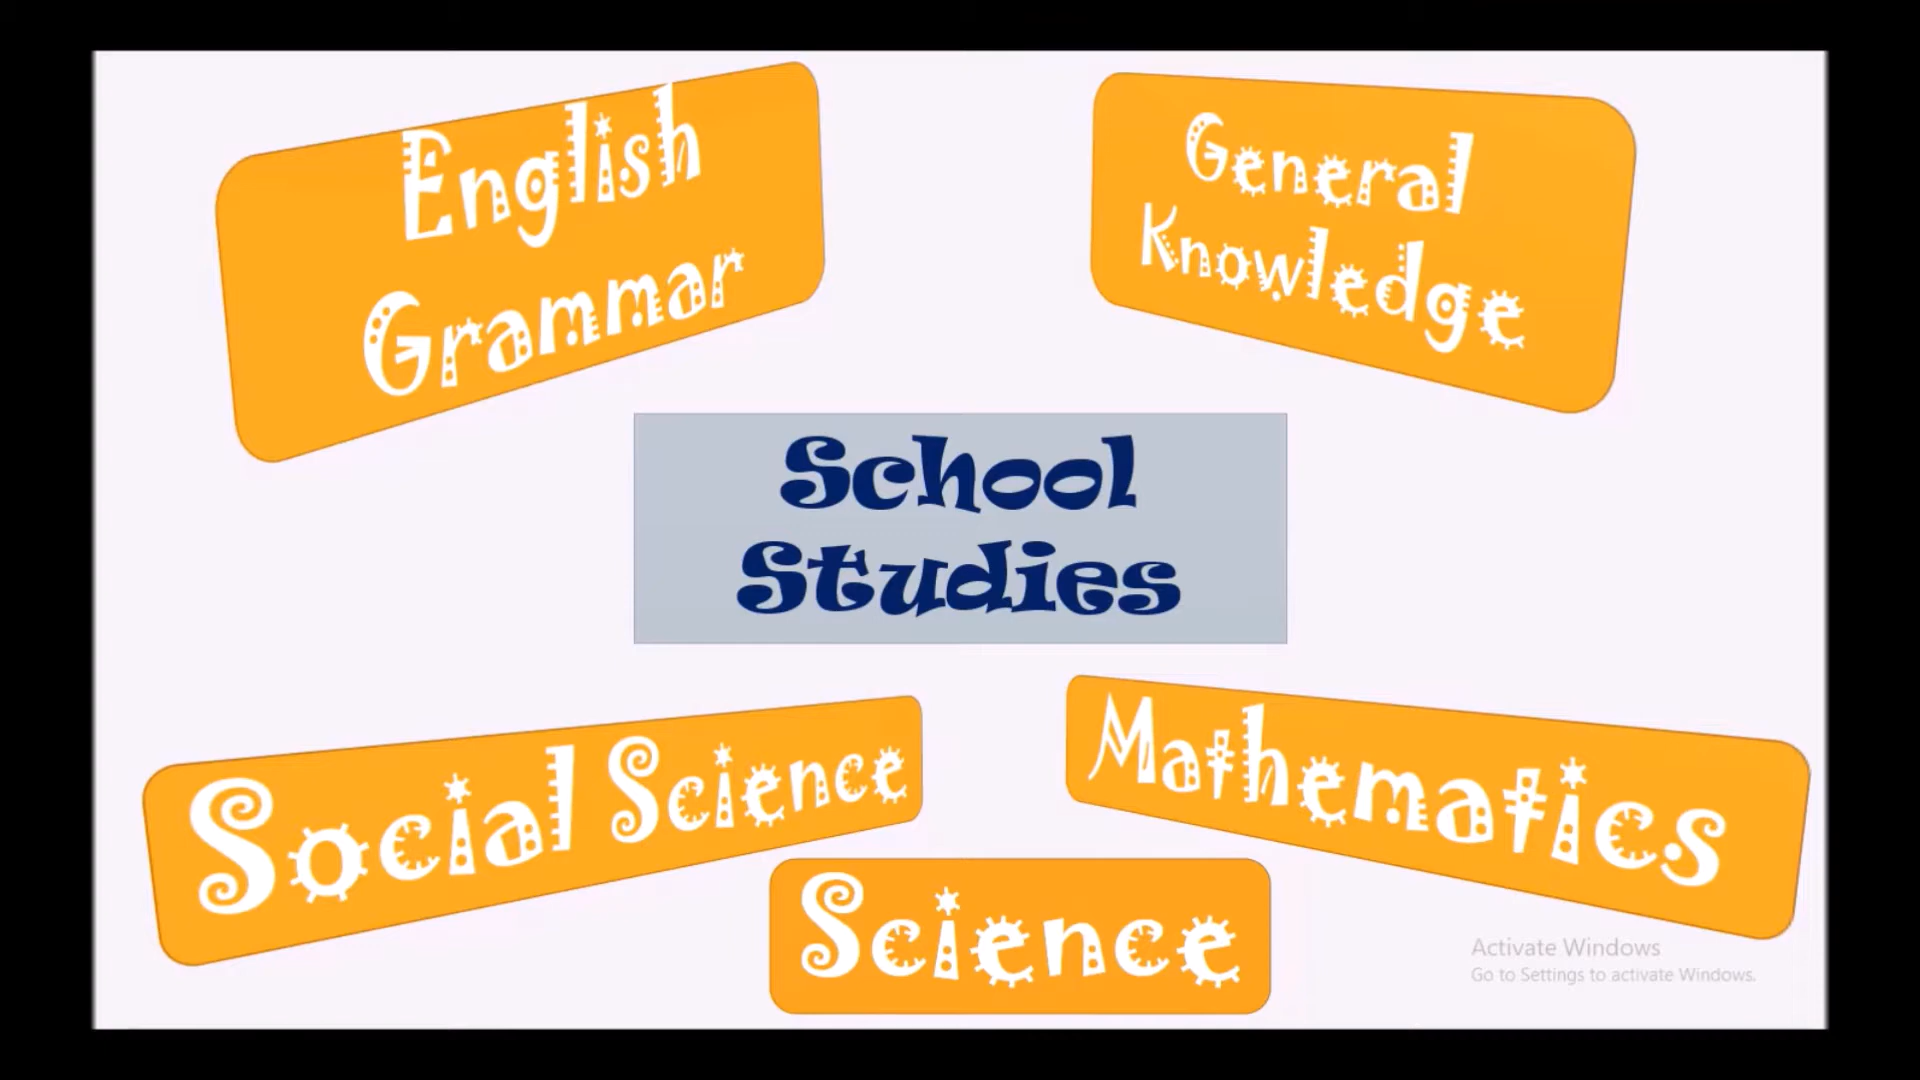 English
Grammar
General
Knowledge
School
Studies
Social Science
Mathematics
Science
Activate Windows
Go to Settings to activate Windows.